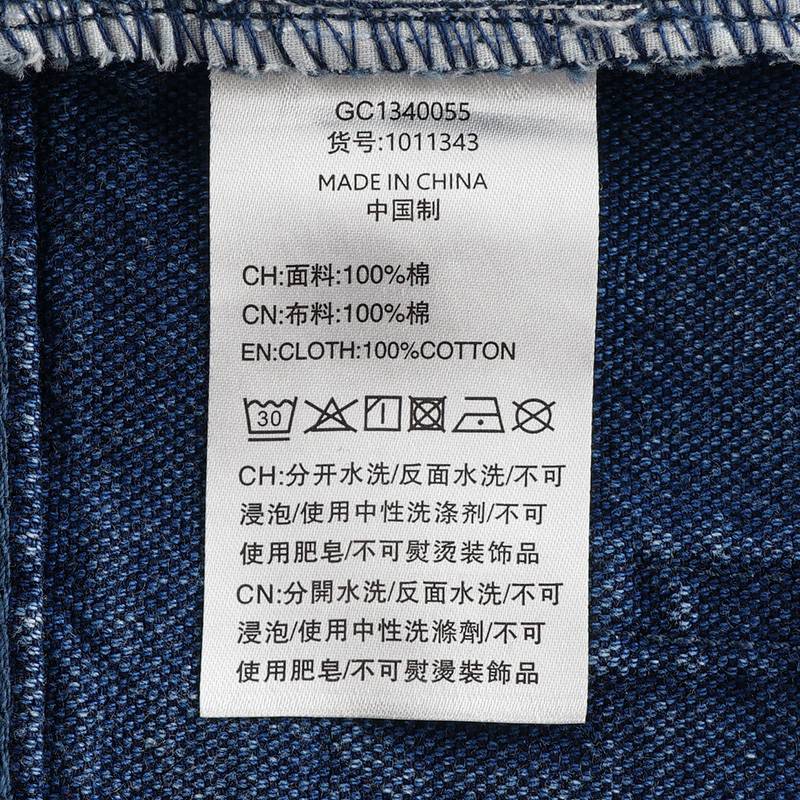 GC1340055
货号:1011343
MADE IN CHINA
中国制
CH:面料:100%棉
CN:布料:100%棉
EN:CLOTH:100%COTTON
30
CH:分开水洗/反面水洗/不可
浸泡/使用中性洗涤剂/不可
使用肥皂/不可熨烫装饰品
CN:分開水洗/反面水洗/不可
浸泡/使用中性洗滌劑/不可
使用肥皂/不可熨燙裝飾品